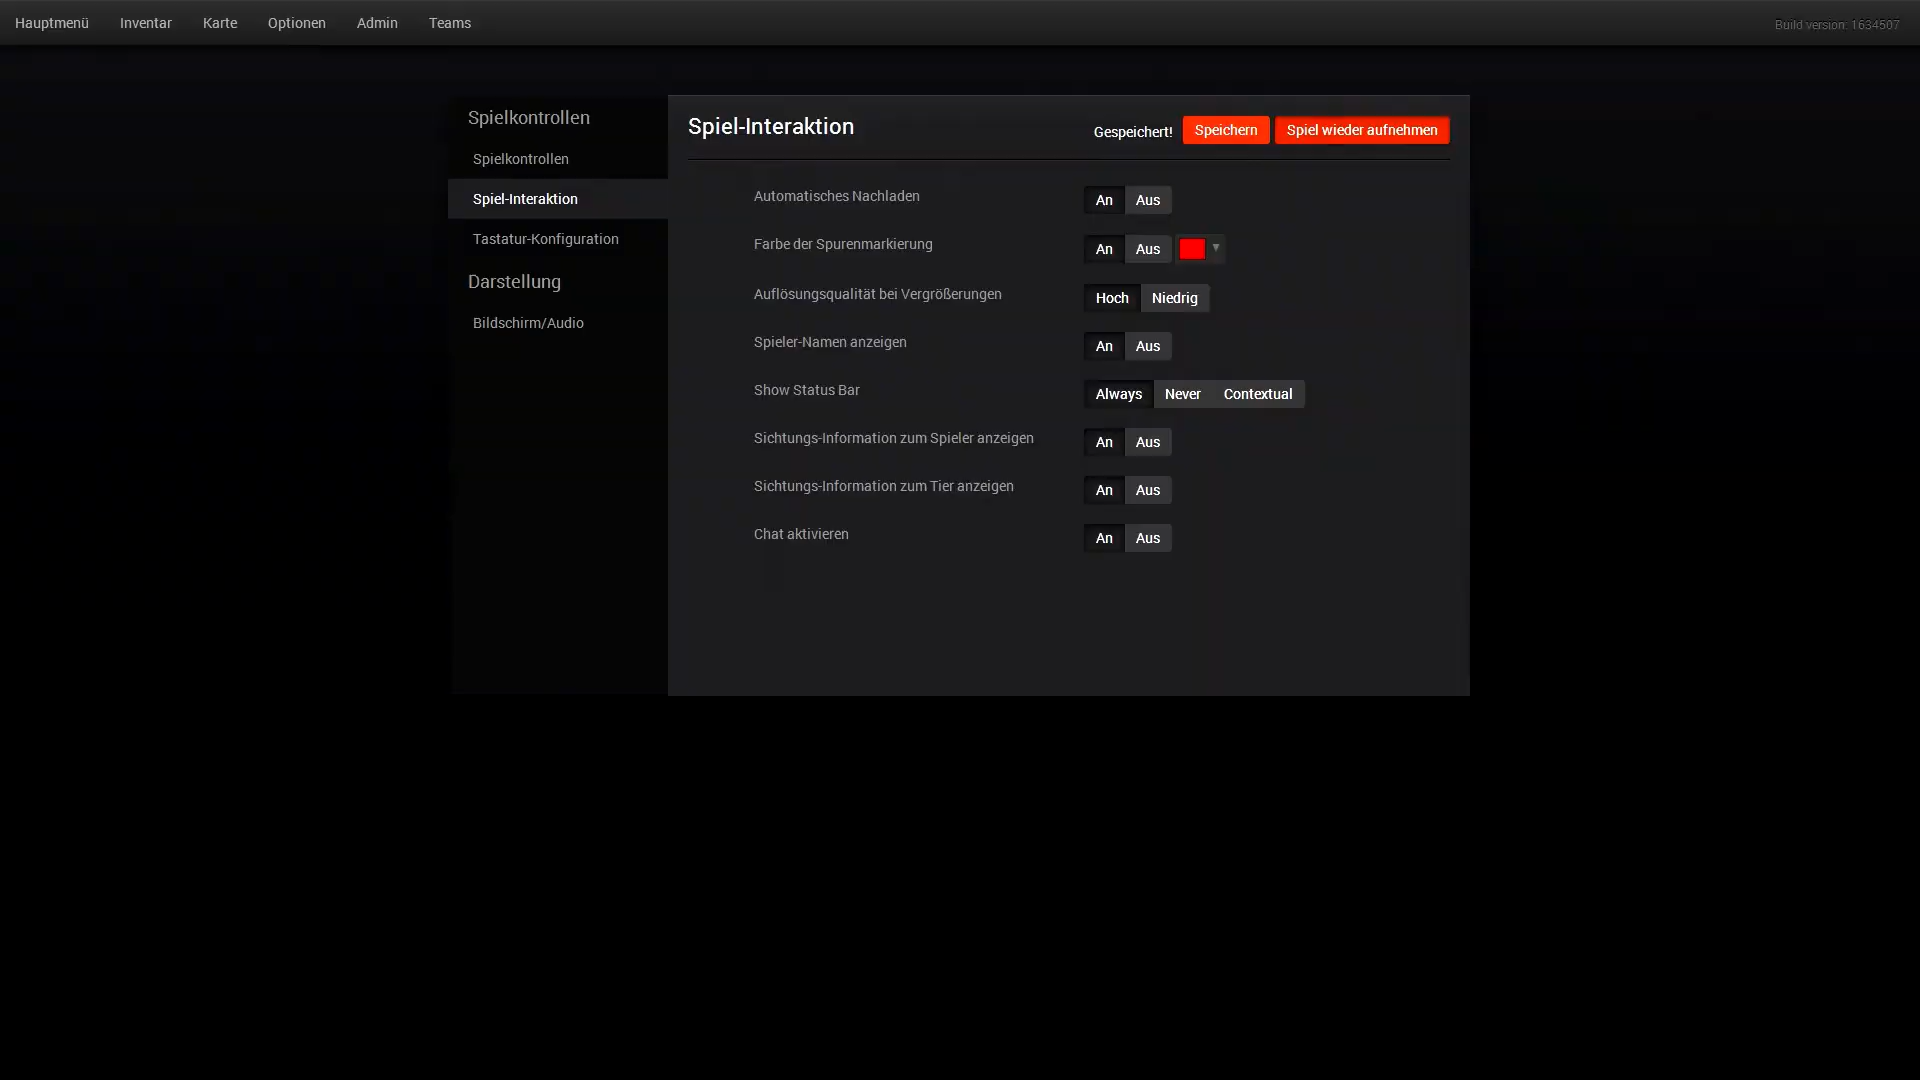 Hauptmenü Inventar Karte Optionen Admin Teams Build version: 1634507
Spielkontrollen
Spielkontrollen
Spiel-Interaktion
Tastatur-Konfiguration
Darstellung
Bildschirm/Audio
Spiel-Interaktion Gespeichert! Speichern Spiel wieder aufnehmen
Automatisches Nachladen An Aus
Farbe der Spurenmarkierung An Aus
Auflösungsqualität bei Vergrößerungen Hoch Niedrig
Spieler-Namen anzeigen An Aus
Show Status Bar Always Never Contextual
Sichtungs-Information zum Spieler anzeigen An Aus
Sichtungs-Information zum Tier anzeigen An Aus
Chat aktivieren An Aus